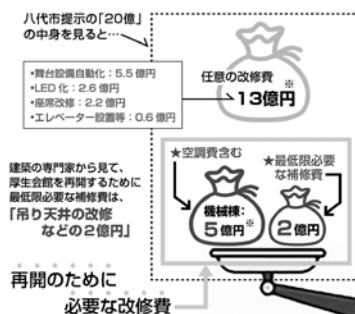 八代市提示の「20億」
の中身を見ると…
•舞台設備自動化：5.5 億円
•LED 化：2.6 億円
•座席改修：2.2 億円
•エレベーター設置等：0.6 億円
任意の改修費
※
13億円
建築の専門家から見て、
厚生会館を再開するために
最低限必要な補修費は、
「吊り天井の改修
などの2億円」
★空調費含む
★最低限必要
な補修費
機械棟：
5億円※
2億円
再開のために
必要な改修費